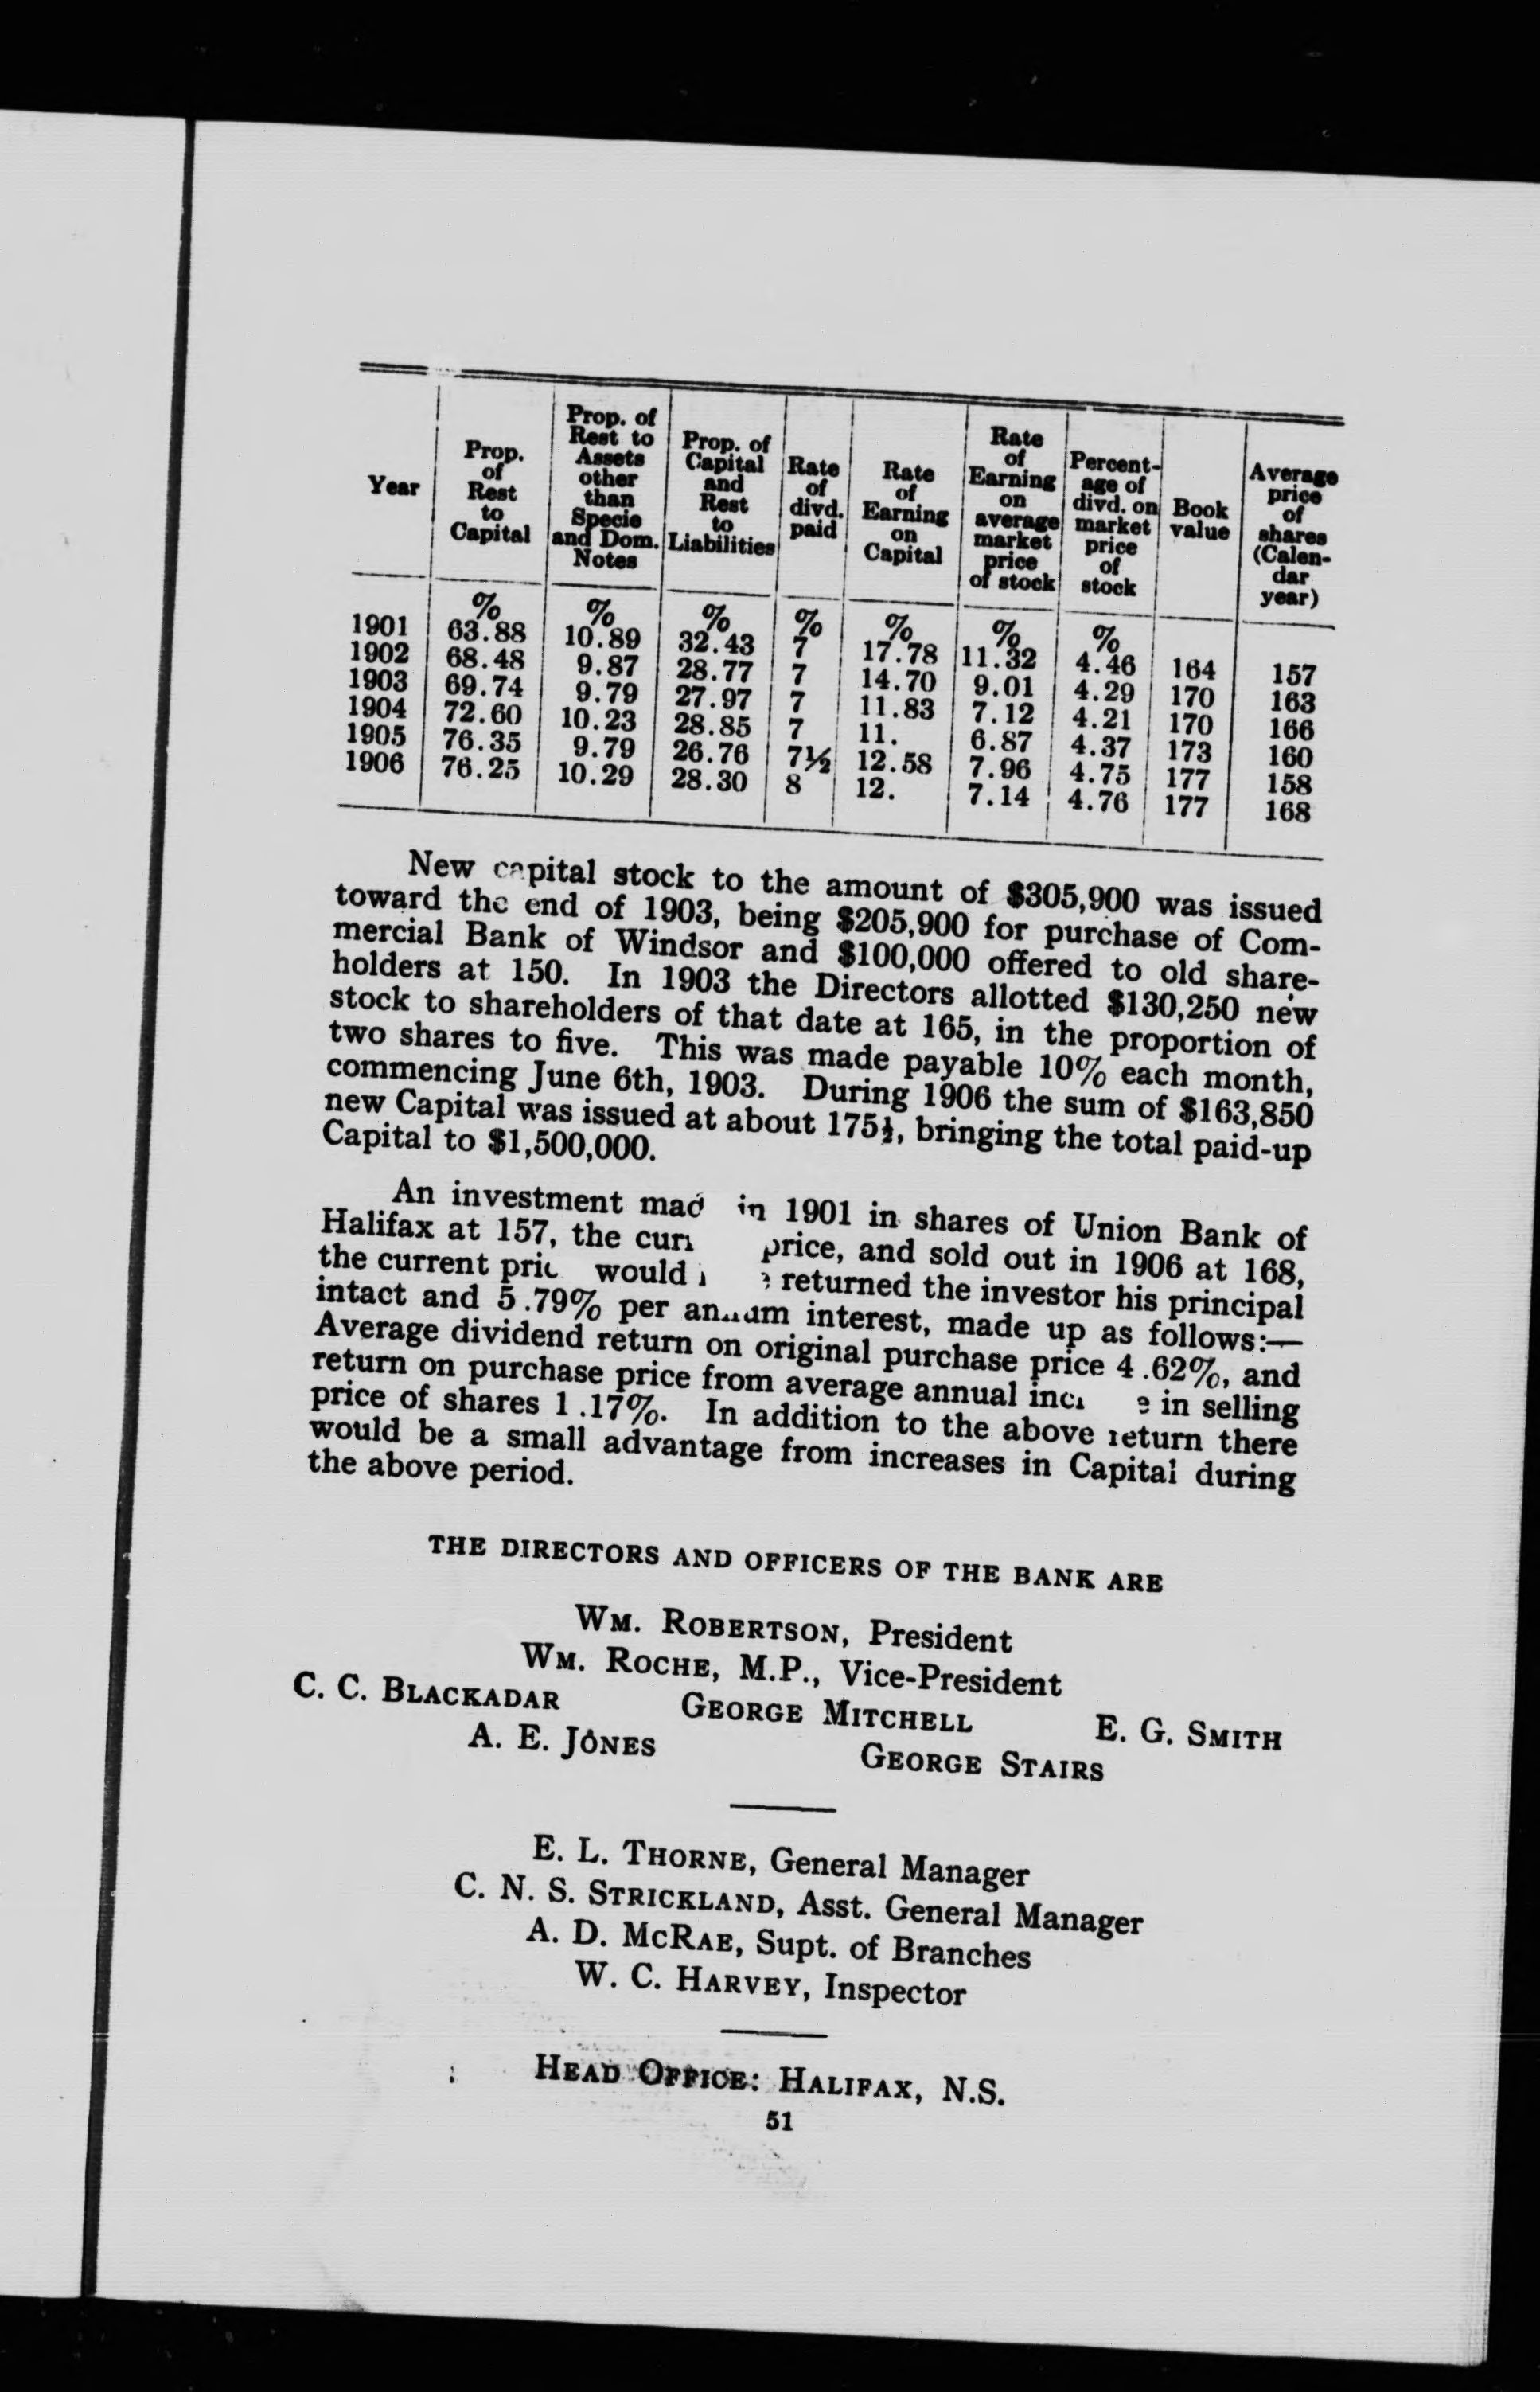 Year | Prop. of Rest to Capital | Prop. of Rest to Assets other than Specie and Dom. Notes | Prop. of Capital and Rest to Liabilities | Rate of divd. paid | Rate of Earning on Capital | Rate of Earning on average market price of stock | Percent- age of divd. on market price of stock | Book value | Average price of shares (Calen- dar year)
% % % % % % %
1901 63.88 10.89 32.43 7 17.78 11.32 4.46 164 157
1902 68.48 9.87 28.77 7 14.70 9.01 4.29 170 163
1903 69.74 9.79 27.97 7 11.83 7.12 4.21 170 166
1904 72.60 10.23 28.85 7 11. 6.87 4.37 173 160
1905 76.35 9.79 26.76 7½ 12.58 7.96 4.75 177 158
1906 76.25 10.29 28.30 8 12. 7.14 4.76 177 168
New capital stock to the amount of $305,900 was issued
toward the end of 1903, being $205,900 for purchase of Com-
mercial Bank of Windsor and $100,000 offered to old share-
holders at 150. In 1903 the Directors allotted $130,250 new
stock to shareholders of that date at 165, in the proportion of
two shares to five. This was made payable 10% each month,
commencing June 6th, 1903. During 1906 the sum of $163,850
new Capital was issued at about 175½, bringing the total paid-up
Capital to $1,500,000.
An investment in 1901 in shares of Union Bank of
Halifax at 157, the price, and sold out in 1906 at 168,
the current would returned the investor his principal
intact and 5.79% per annum interest, made up as follows:—
Average dividend return on original purchase price 4.62%, and
return on purchase price from average annual in selling
price of shares 1.17%. In addition to the above return there
would be a small advantage from increases in Capital during
the above period.
THE DIRECTORS AND OFFICERS OF THE BANK ARE
WM. ROBERTSON, President
WM. ROCHE, M.P., Vice-President
C. C. BLACKADAR GEORGE MITCHELL E. G. SMITH
A. E. JONES GEORGE STAIRS
E. L. THORNE, General Manager
C. N. S. STRICKLAND, Asst. General Manager
A. D. MCRAE, Supt. of Branches
W. C. HARVEY, Inspector
HEAD OFFICE: HALIFAX, N.S.
51